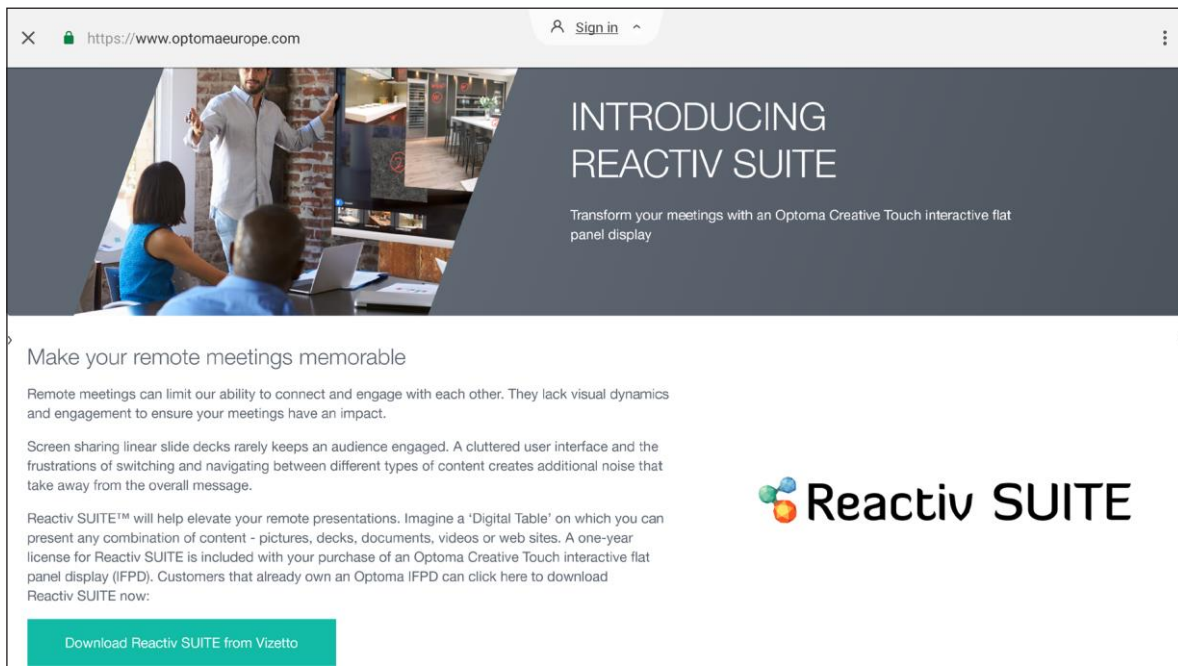 https://www.optomaeurope.com
Sign in
INTRODUCING
REACTIV SUITE
Transform your meetings with an Optoma Creative Touch interactive flat
panel display
Make your remote meetings memorable
Remote meetings can limit our ability to connect and engage with each other. They lack visual dynamics
and engagement to ensure your meetings have an impact.
Screen sharing linear slide decks rarely keeps an audience engaged. A cluttered user interface and the
frustrations of switching and navigating between different types of content creates additional noise that
take away from the overall message.
Reactiv SUITE™ will help elevate your remote presentations. Imagine a ‘Digital Table’ on which you can
present any combination of content - pictures, decks, documents, videos or web sites. A one-year
license for Reactiv SUITE is included with your purchase of an Optoma Creative Touch interactive flat
panel display (IFPD). Customers that already own an Optoma IFPD can click here to download
Reactiv SUITE now:
Reactiv SUITE
Download Reactiv SUITE from Vizetto